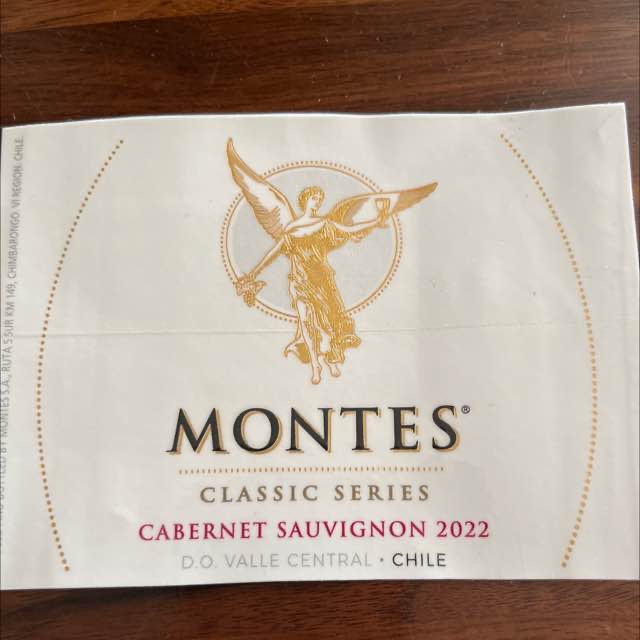 MONTES®
CLASSIC SERIES
CABERNET SAUVIGNON 2022
D.O. VALLE CENTRAL • CHILE
BOTTLED BY MONTES S.A., RUTA 5 SUR KM 149, CHIMBARONGO. VI REGION. CHILE.